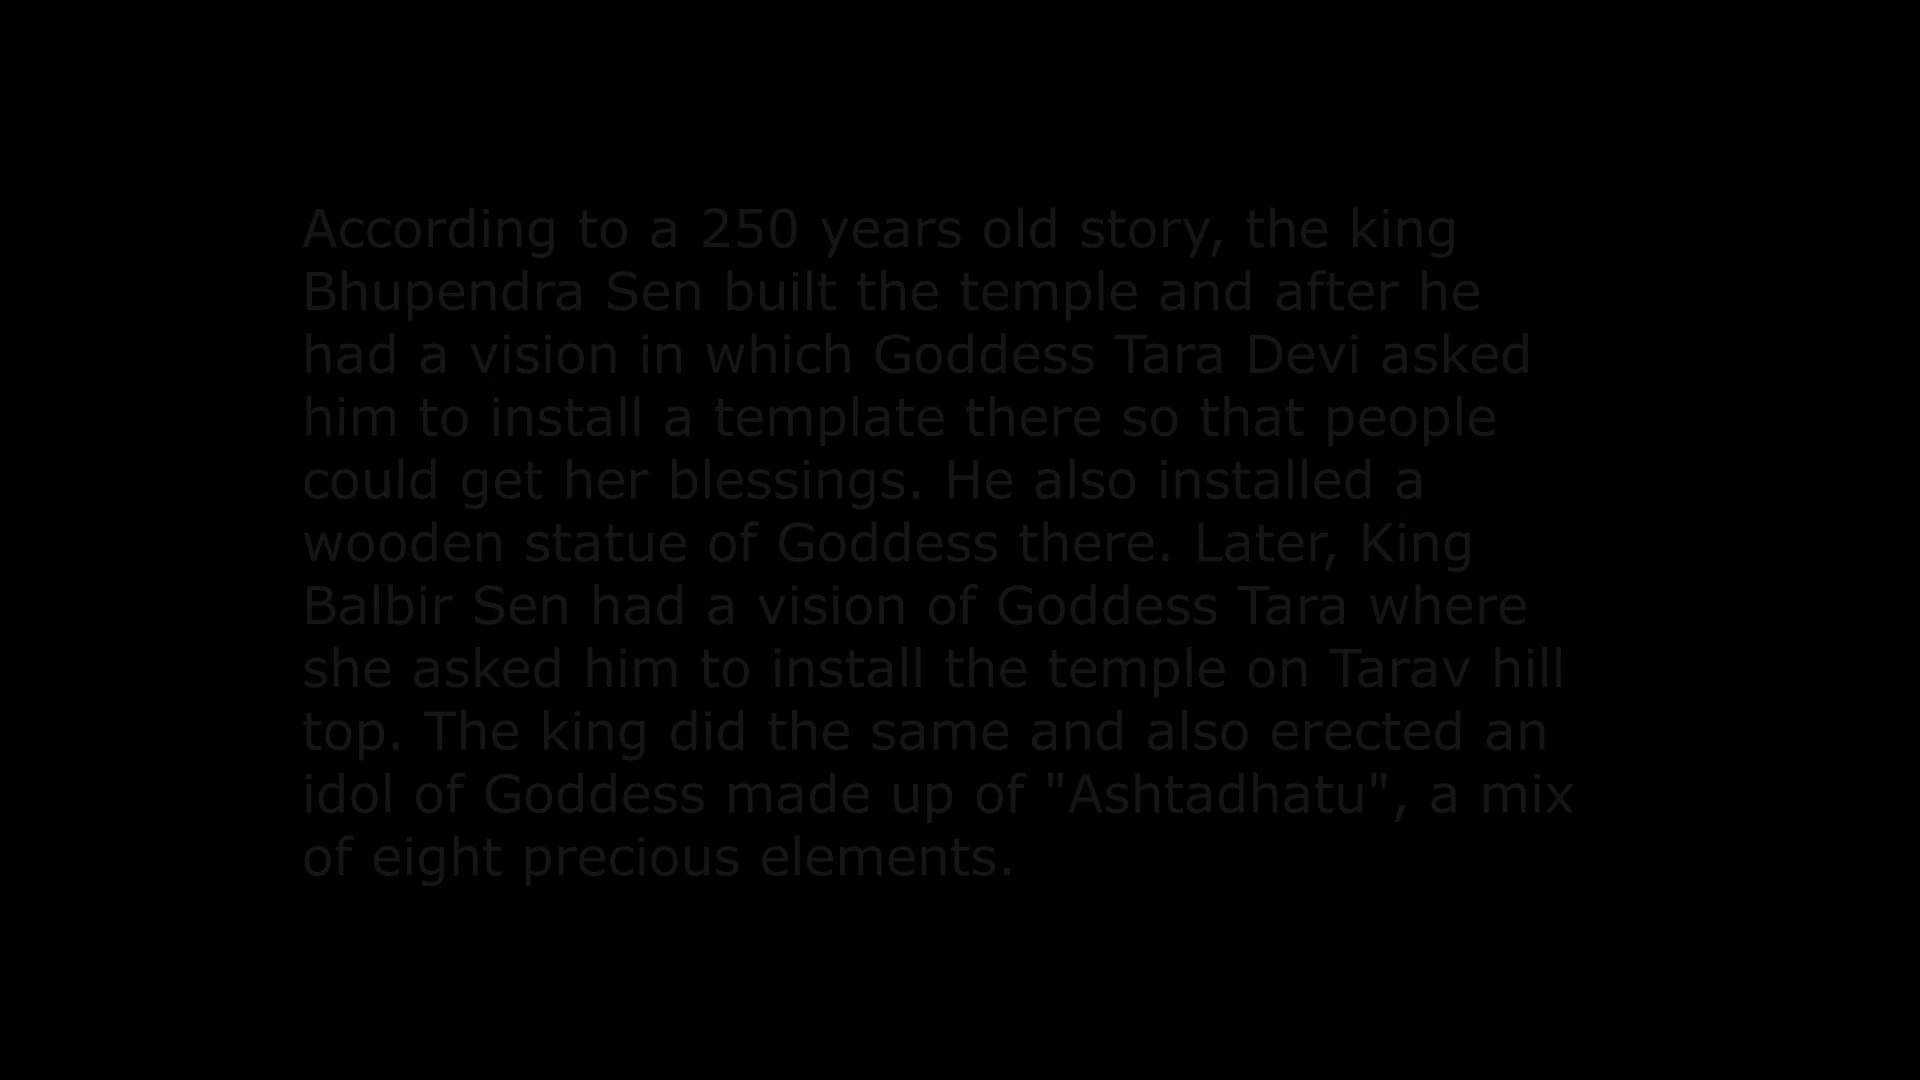 According to a 250 years old story, the king
Bhupendra Sen built the temple and after he
had a vision in which Goddess Tara Devi asked
him to install a template there so that people
could get her blessings. He also installed a
wooden statue of Goddess there. Later, King
Balbir Sen had a vision of Goddess Tara where
she asked him to install the temple on Tarav hill
top. The king did the same and also erected an
idol of Goddess made up of "Ashtadhatu", a mix
of eight precious elements.